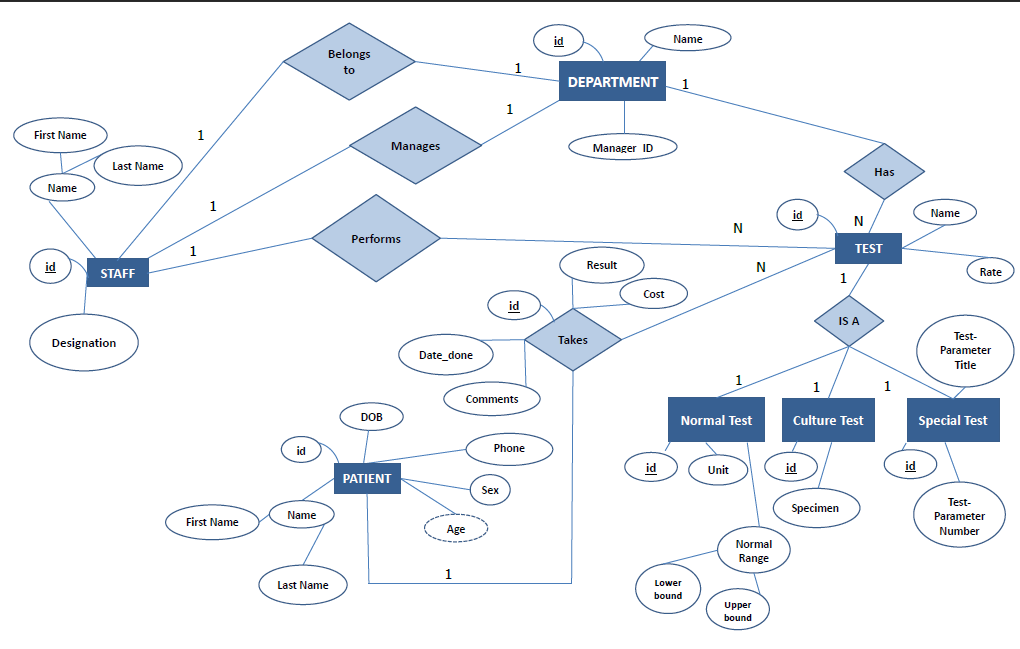 Belongs
to
id
Name
1
DEPARTMENT
1
1
Manages
Manager_ID
First Name
1
Last Name
Name
Has
1
id
Name
N
Performs
N
1
TEST
id
STAFF
Result
N
Rate
1
Cost
id
IS A
Designation
Takes
Test-
Parameter
Title
Date_done
1
1
1
Comments
DOB
Normal Test
Culture Test
Special Test
id
Phone
id
Unit
id
id
PATIENT
Sex
First Name
Name
Age
Specimen
Test-
Parameter
Number
Normal
Range
1
Last Name
Lower
bound
Upper
bound